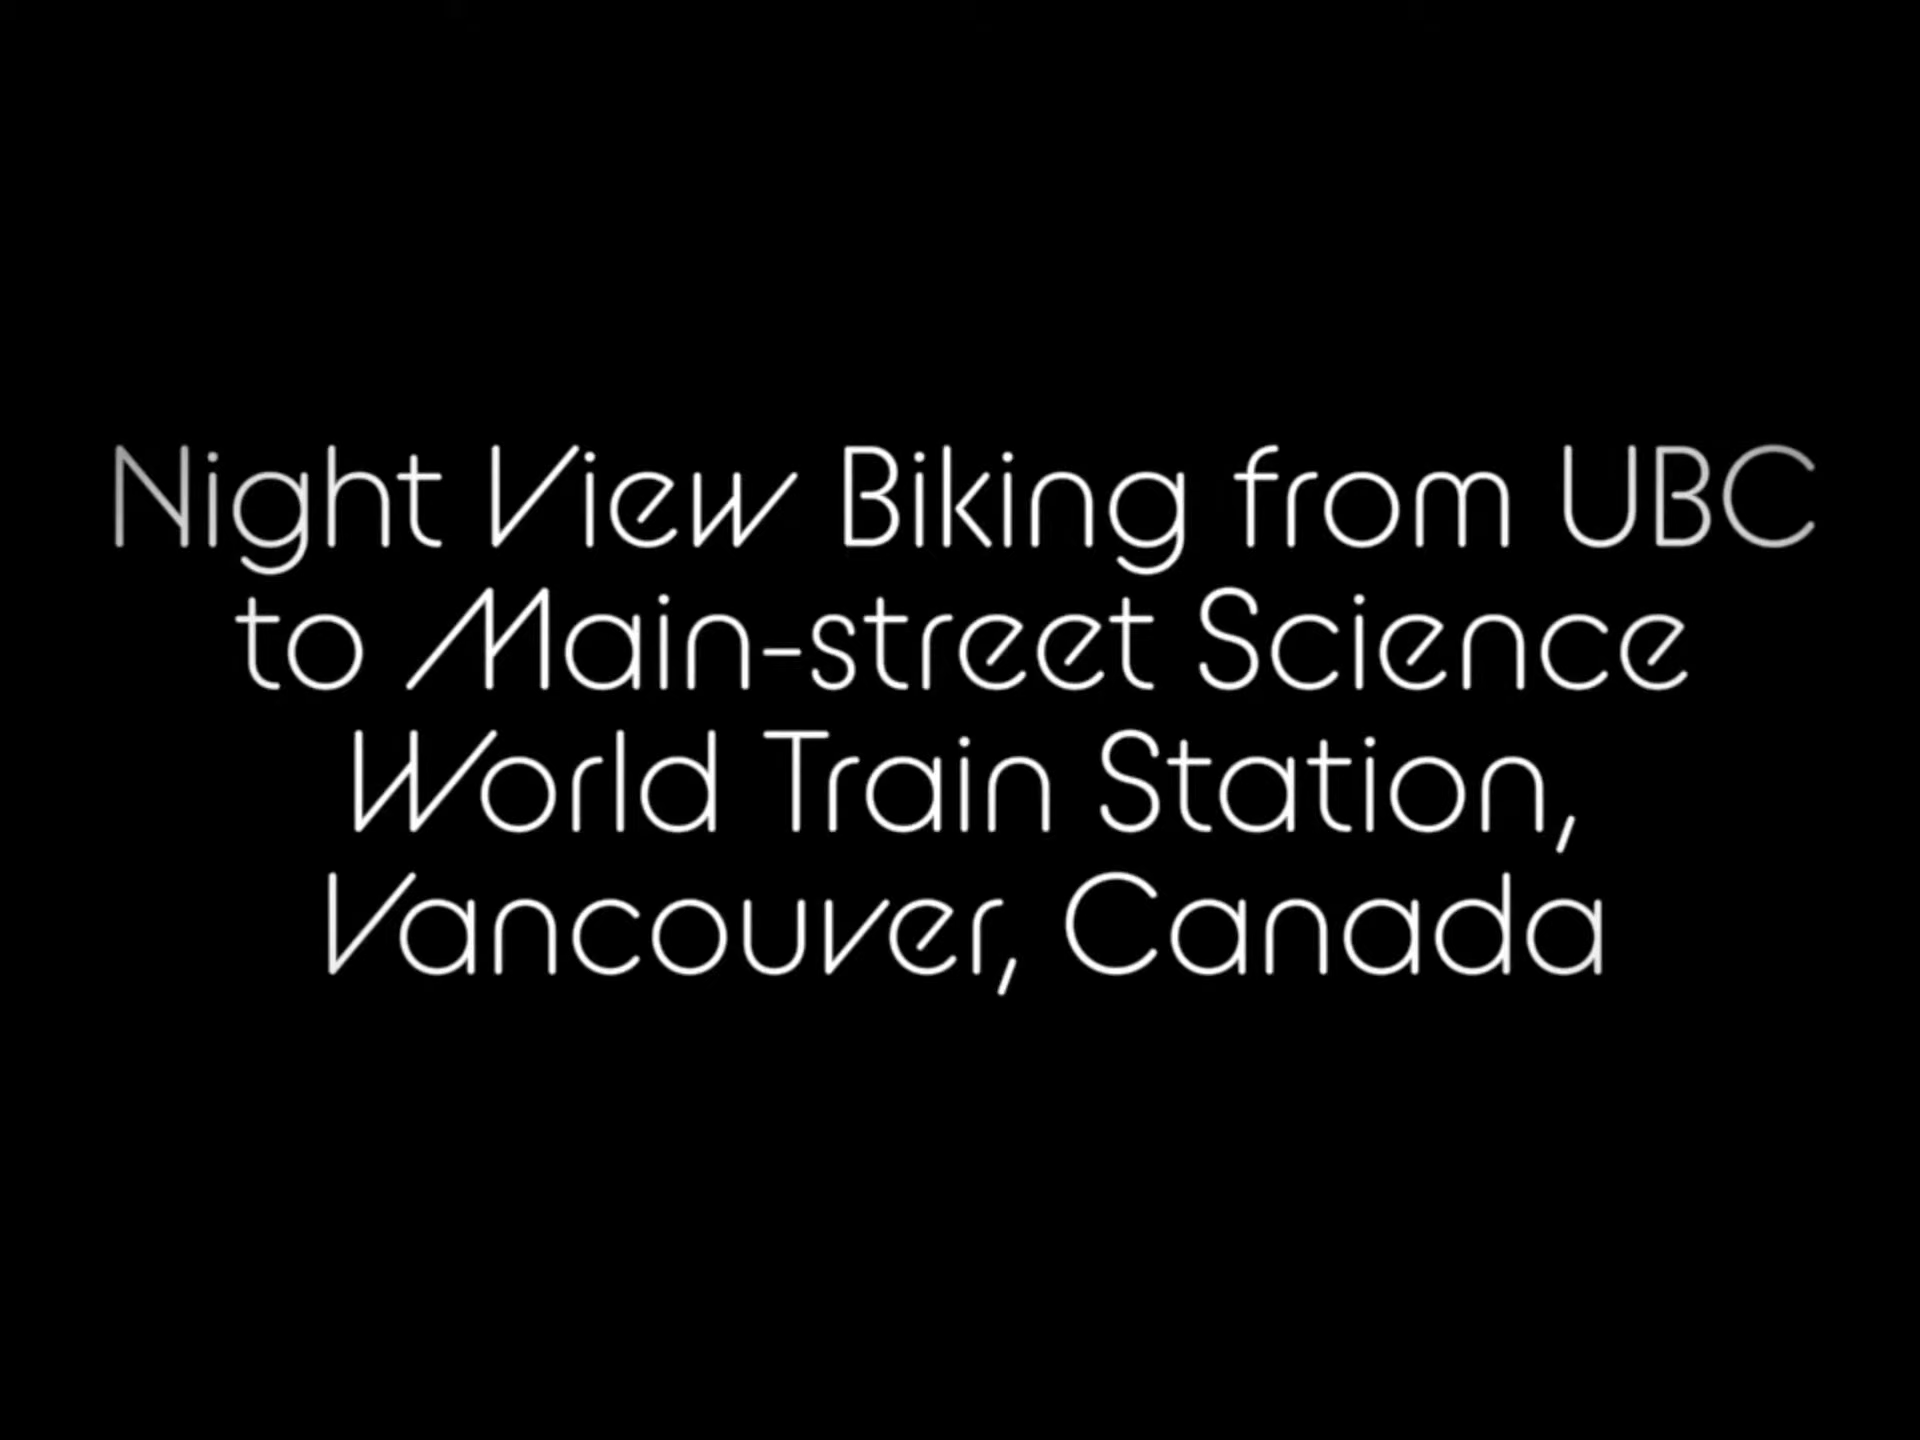 Night View Biking from UBC
to Main-street Science
World Train Station,
Vancouver, Canada